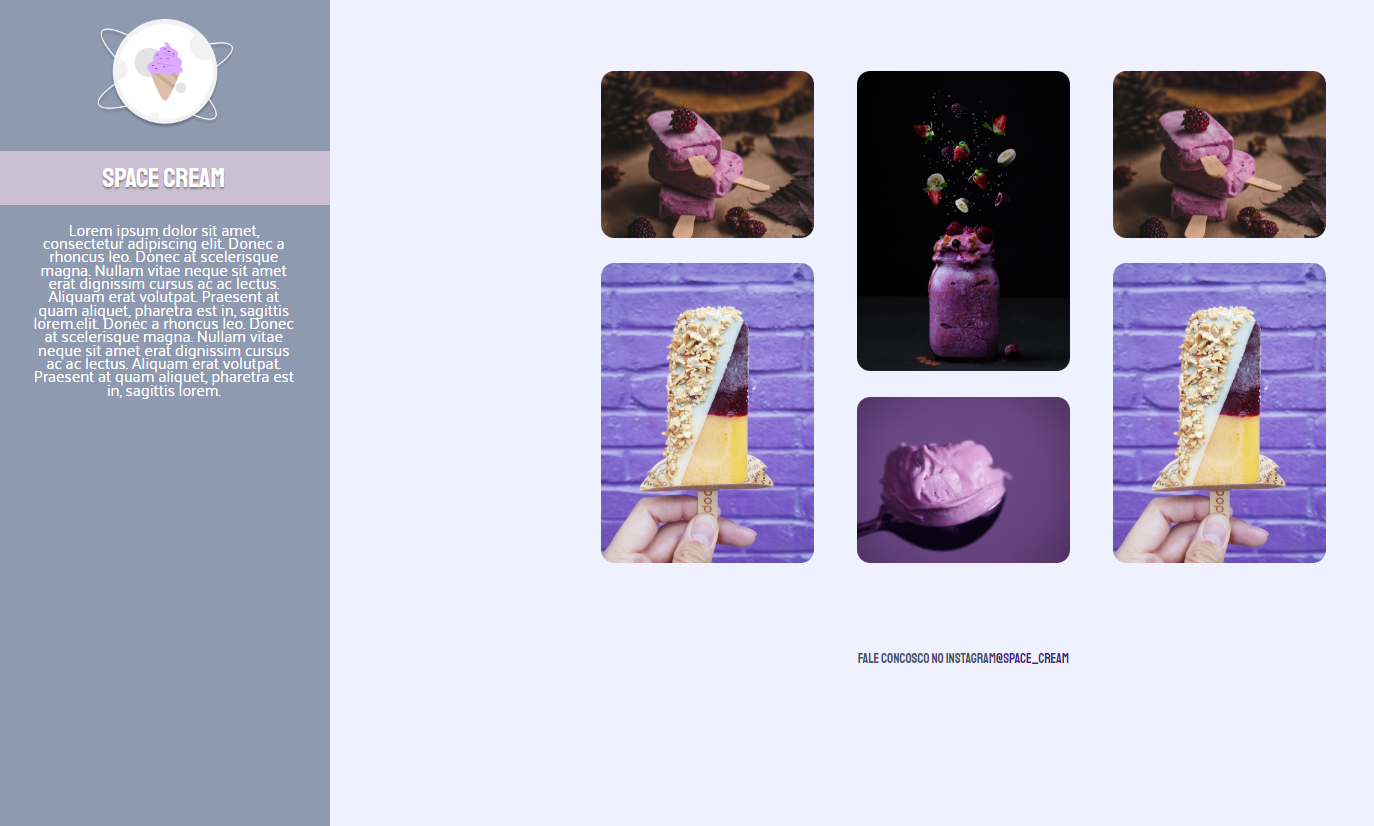 SPACE CREAM
Lorem ipsum dolor sit amet,
consectetur adipiscing elit. Donec a
rhoncus leo. Donec at scelerisque
magna. Nullam vitae neque sit amet
erat dignissim cursus ac ac lectus.
Aliquam erat volutpat. Praesent at
quam aliquet, pharetra est in, sagittis
lorem.elit. Donec a rhoncus leo. Donec
at scelerisque magna. Nullam vitae
neque sit amet erat dignissim cursus
ac ac lectus. Aliquam erat volutpat.
Praesent at quam aliquet, pharetra est
in, sagittis lorem.
FALE CONCOSCO NO INSTAGRAM@SPACE_CREAM